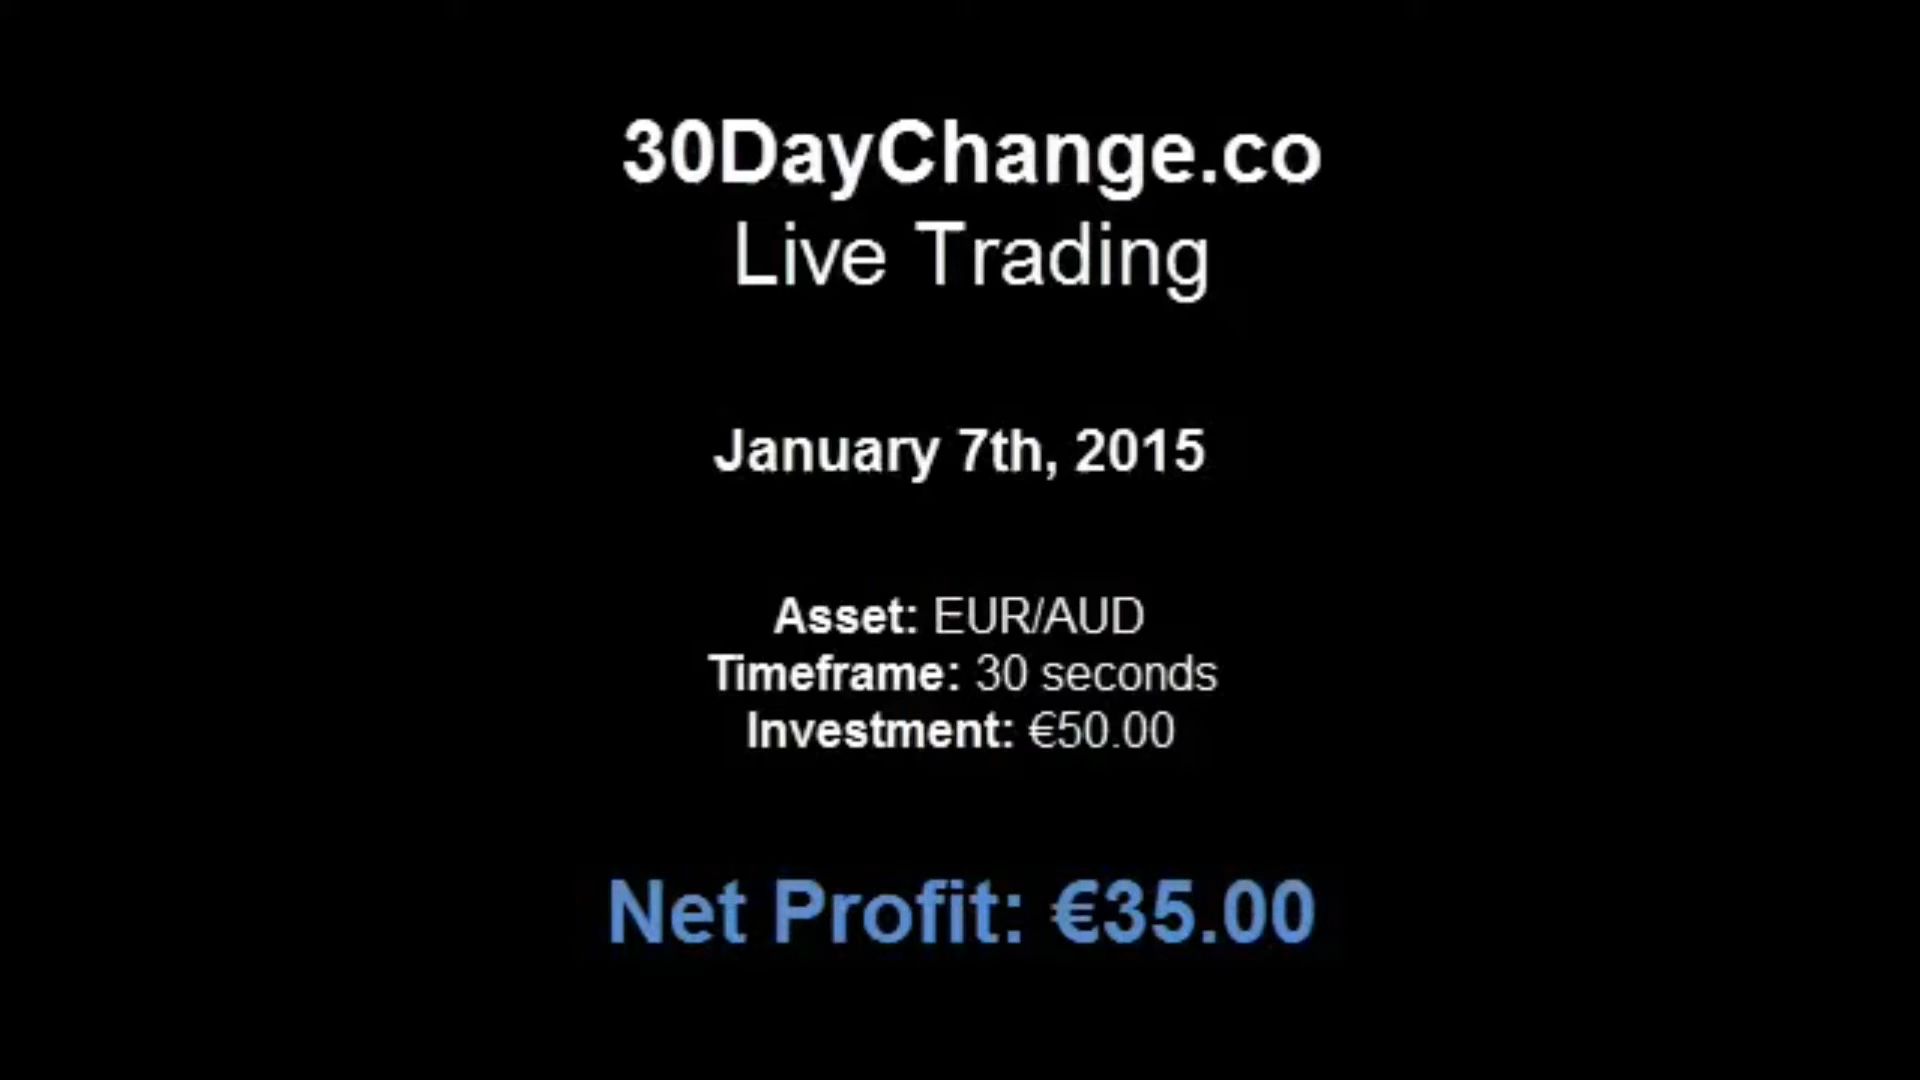 30DayChange.co
Live Trading
January 7th, 2015
Asset: EUR/AUD
Timeframe: 30 seconds
Investment: €50.00
Net Profit: €35.00